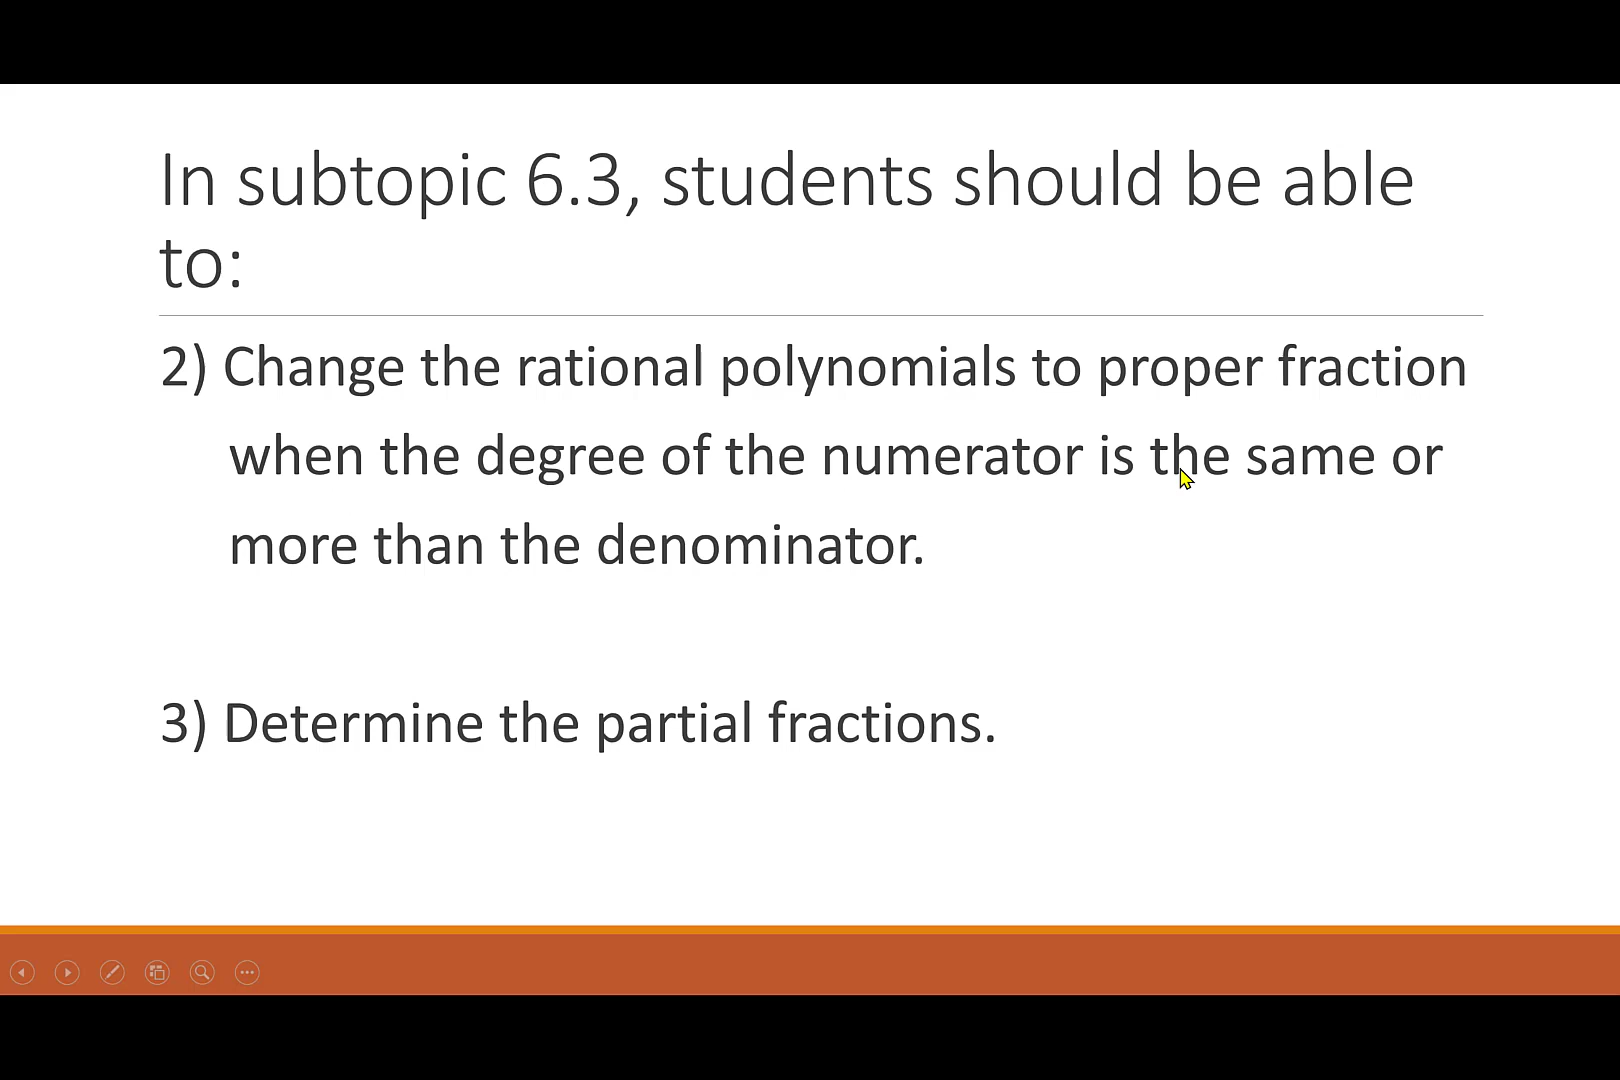 In subtopic 6.3, students should be able
to:
2) Change the rational polynomials to proper fraction
when the degree of the numerator is the same or
more than the denominator.
3) Determine the partial fractions.